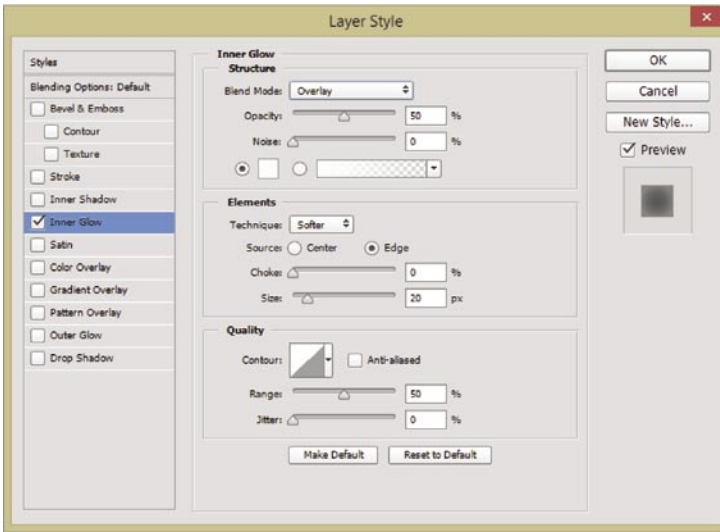 Layer Style
Styles
Blending Options: Default
Bevel & Emboss
Contour
Texture
Stroke
Inner Shadow
Inner Glow
Satin
Color Overlay
Gradient Overlay
Pattern Overlay
Outer Glow
Drop Shadow
Inner Glow
Structure
Blend Mode: Overlay
Opacity: 50 %
Noise: 0 %
Elements
Technique: Softer
Source: Center Edge
Choke: 0 %
Size: 20 px
Quality
Contour: Anti-aliased
Range: 50 %
Jitter: 0 %
Make Default Reset to Default
OK
Cancel
New Style...
Preview